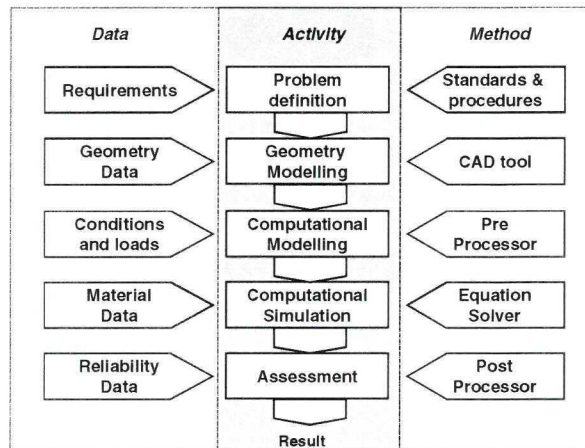 Data
Activity
Method
Requirements
Problem
definition
Standards &
procedures
Geometry
Data
Geometry
Modelling
CAD tool
Conditions
and loads
Computational
Modelling
Pre
Processor
Material
Data
Computational
Simulation
Equation
Solver
Reliability
Data
Assessment
Post
Processor
Result